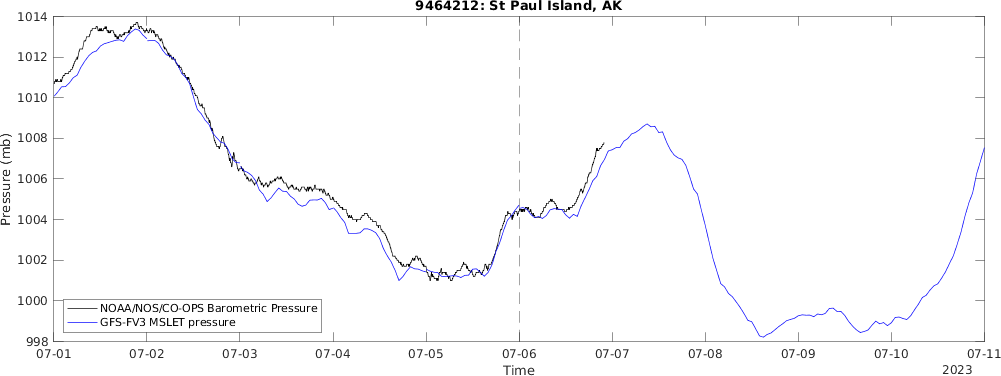 9464212: St Paul Island, AK
Pressure (mb)
1014
1012
1010
1008
1006
1004
1002
1000
998
NOAA/NOS/CO-OPS Barometric Pressure
GFS-FV3 MSLET pressure
07-01 07-02 07-03 07-04 07-05 07-06 07-07 07-08 07-09 07-10 07-11
Time
2023